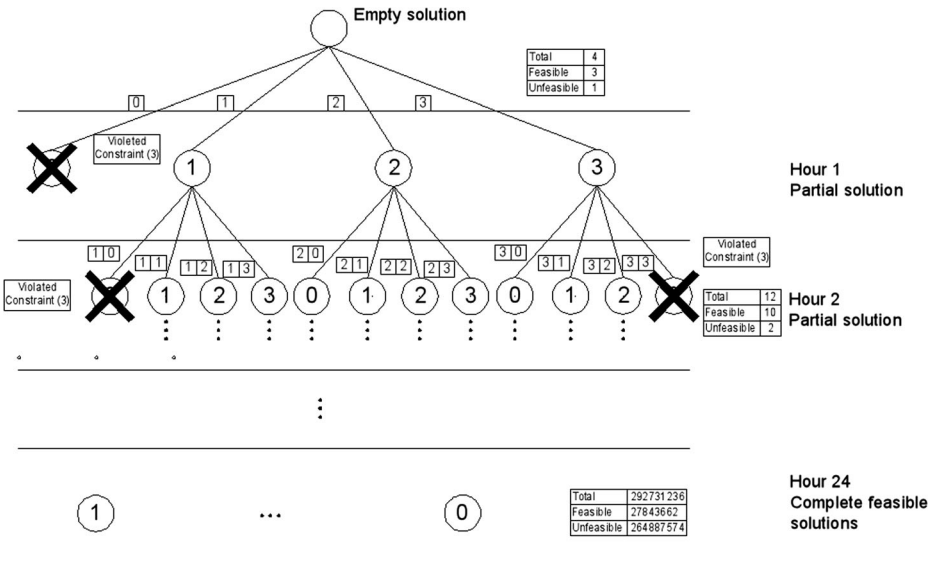 Empty solution
Total 4
Feasible 3
Unfeasible 1
0 1 2 3
Violeted
Constraint (3)
1 2 3
Hour 1
Partial solution
1 0 1 1 1 2 1 3 2 0 2 1 2 2 2 3 3 0 3 1 3 2 3 3
Violated
Constraint (3)
Violated
Constraint (3)
1 2 3 0 1 2 3 0 1 2
Total 12
Feasible 10
Unfeasible 2
Hour 2
Partial solution
1 ... 0
Total 292731236
Feasible 27843662
Unfeasible 264887574
Hour 24
Complete feasible
solutions